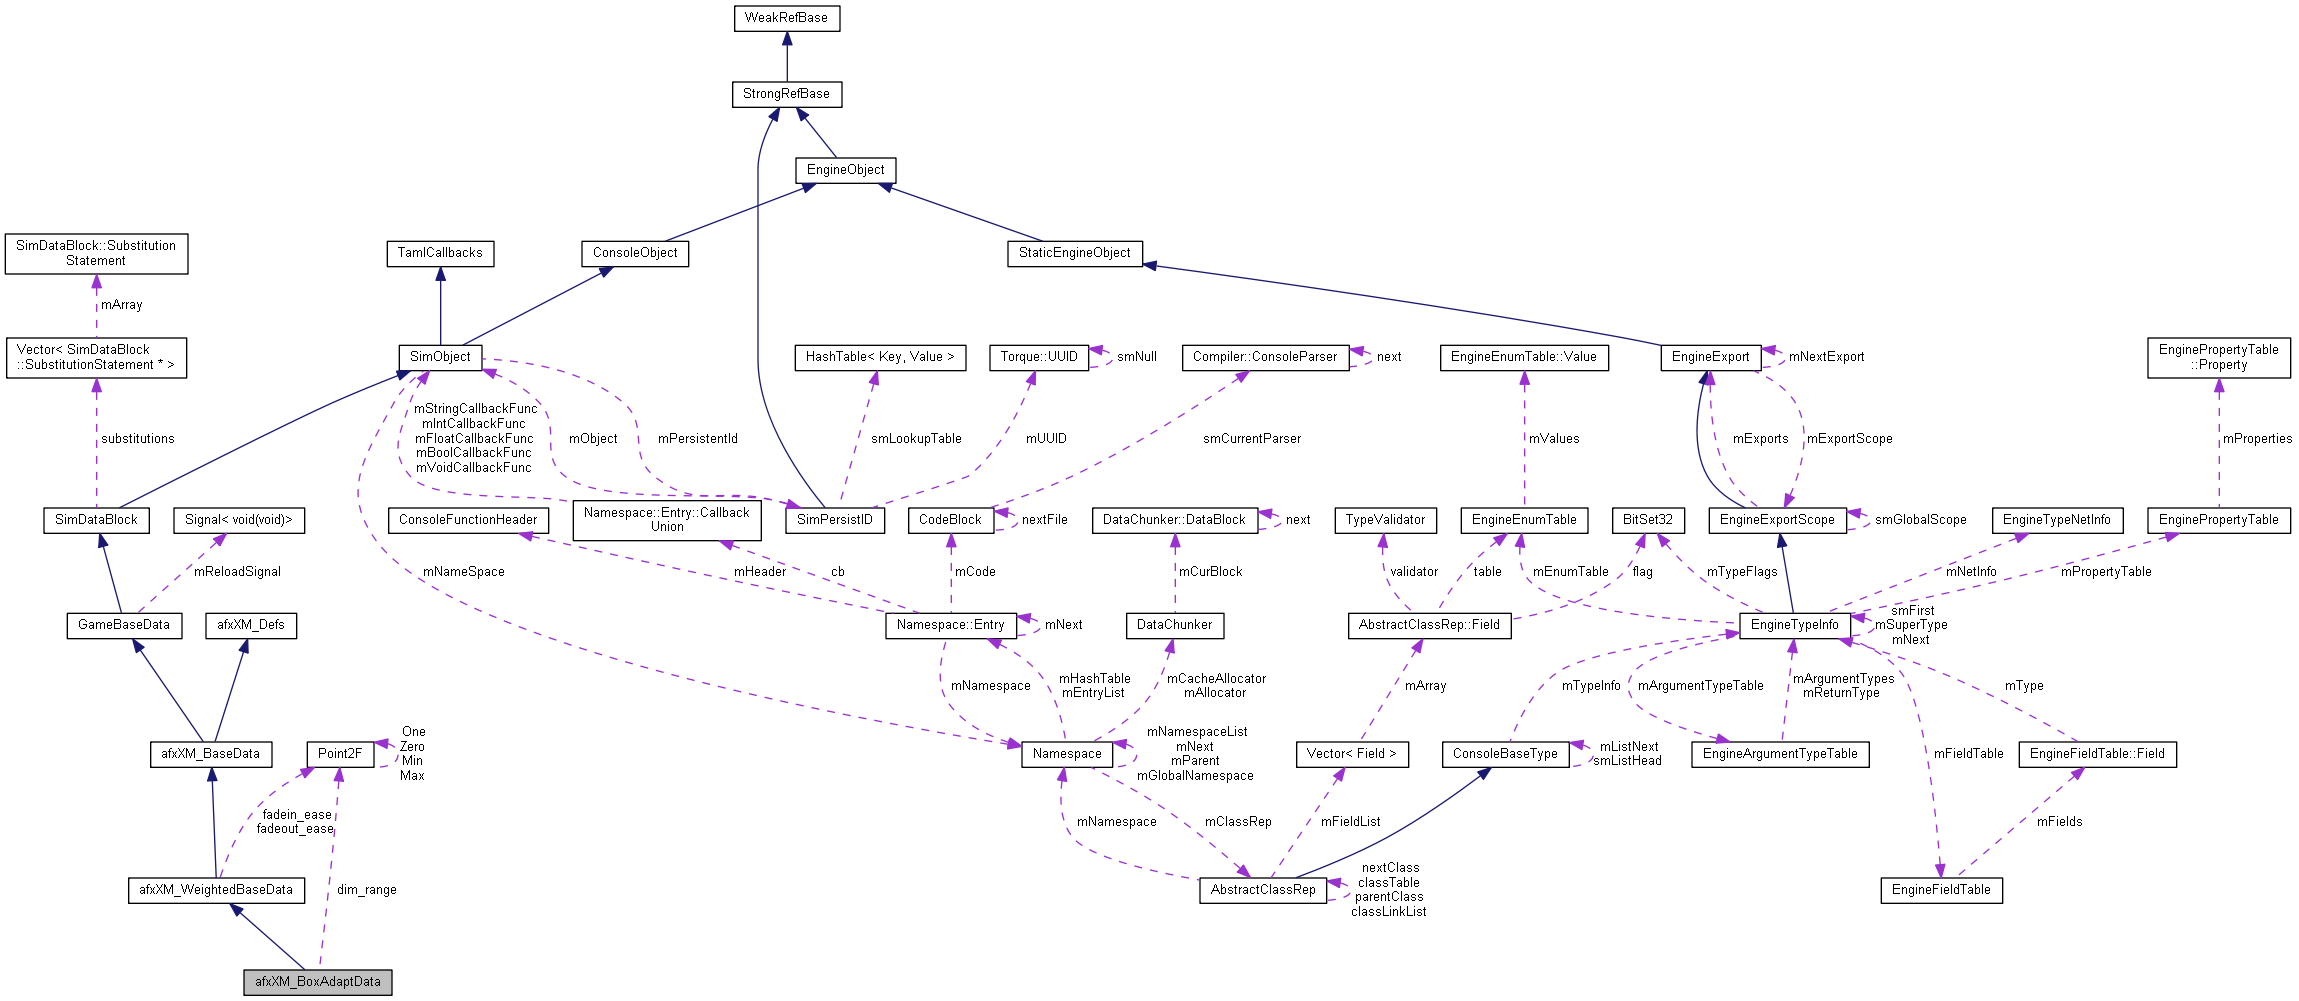 WeakRefBase
StrongRefBase
EngineObject
SimDataBlock::Substitution
Statement
TamlCallbacks
ConsoleObject
StaticEngineObject
mArray
Vector< SimDataBlock
::SubstitutionStatement * >
SimObject
HashTable< Key, Value >
Torque::UUID
smNull
Compiler::ConsoleParser
next
EngineEnumTable::Value
EngineExport
mNextExport
EnginePropertyTable
::Property
substitutions
mStringCallbackFunc
mIntCallbackFunc
mFloatCallbackFunc
mBoolCallbackFunc
mVoidCallbackFunc
mObject
mPersistentId
smLookupTable
mUUID
smCurrentParser
mValues
mExports
mExportScope
mProperties
SimDataBlock
Signal< void(void)>
ConsoleFunctionHeader
Namespace::Entry::Callback
Union
SimPersistID
CodeBlock
nextFile
DataChunker::DataBlock
next
TypeValidator
EngineEnumTable
BitSet32
EngineExportScope
smGlobalScope
EngineTypeNetInfo
EnginePropertyTable
mReloadSignal
mNameSpace
mHeader
cb
mCode
mCurBlock
validator
table
mEnumTable
flag
mTypeFlags
mNetInfo
mPropertyTable
GameBaseData
afxXM_Defs
Namespace::Entry
mNext
DataChunker
AbstractClassRep::Field
EngineTypeInfo
smFirst
mSuperType
mNext
mNamespace
mHashTable
mEntryList
mCacheAllocator
mAllocator
mArray
mTypeInfo
mArgumentTypeTable
mArgumentTypes
mReturnType
mType
afxXM_BaseData
Point2F
One
Zero
Min
Max
Namespace
mNamespaceList
mNext
mParent
mGlobalNamespace
Vector< Field >
ConsoleBaseType
mListNext
smListHead
EngineArgumentTypeTable
mFieldTable
EngineFieldTable::Field
fadein_ease
fadeout_ease
mNamespace
mClassRep
mFieldList
mFields
afxXM_WeightedBaseData
dim_range
AbstractClassRep
nextClass
classTable
parentClass
classLinkList
EngineFieldTable
afxXM_BoxAdaptData